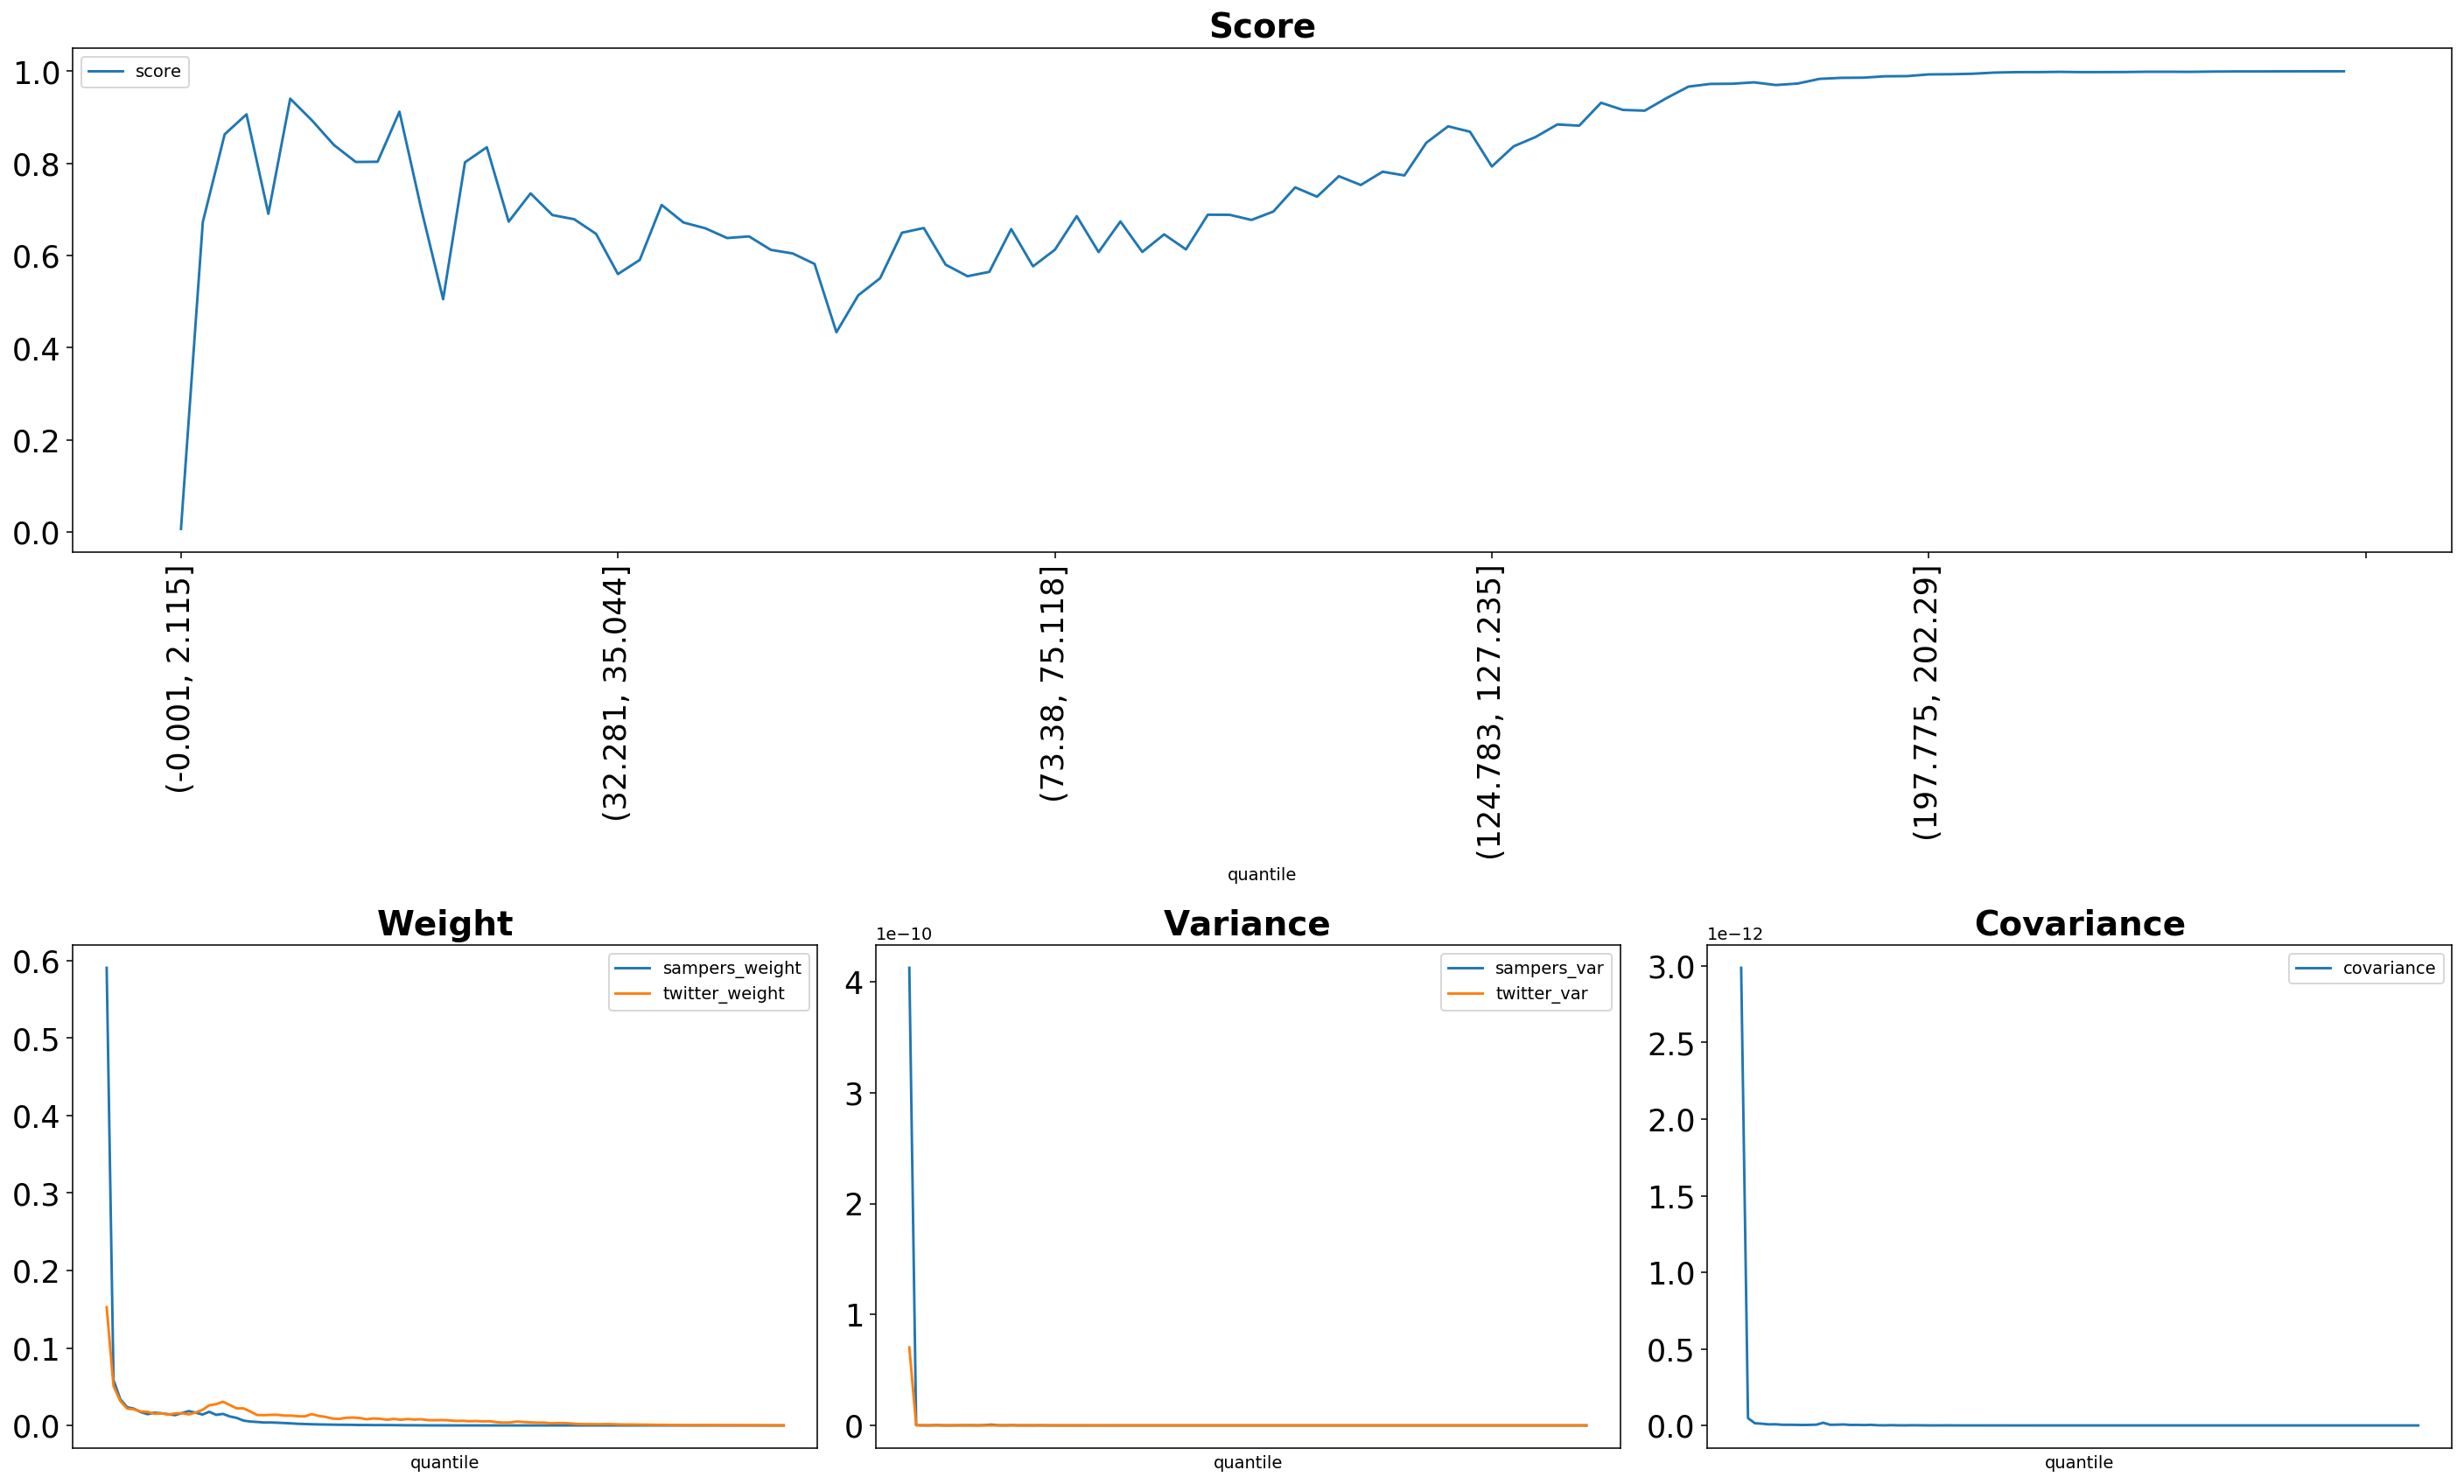 Score
score
1.0
0.8
0.6
0.4
0.2
0.0
(-0.001, 2.115]
(32.281, 35.044]
(73.38, 75.118]
(124.783, 127.235]
(197.775, 202.29]
quantile
Weight
sampers_weight
twitter_weight
0.6
0.5
0.4
0.3
0.2
0.1
0.0
quantile
Variance
1e−10
sampers_var
twitter_var
4
3
2
1
0
quantile
Covariance
1e−12
covariance
3.0
2.5
2.0
1.5
1.0
0.5
0.0
quantile